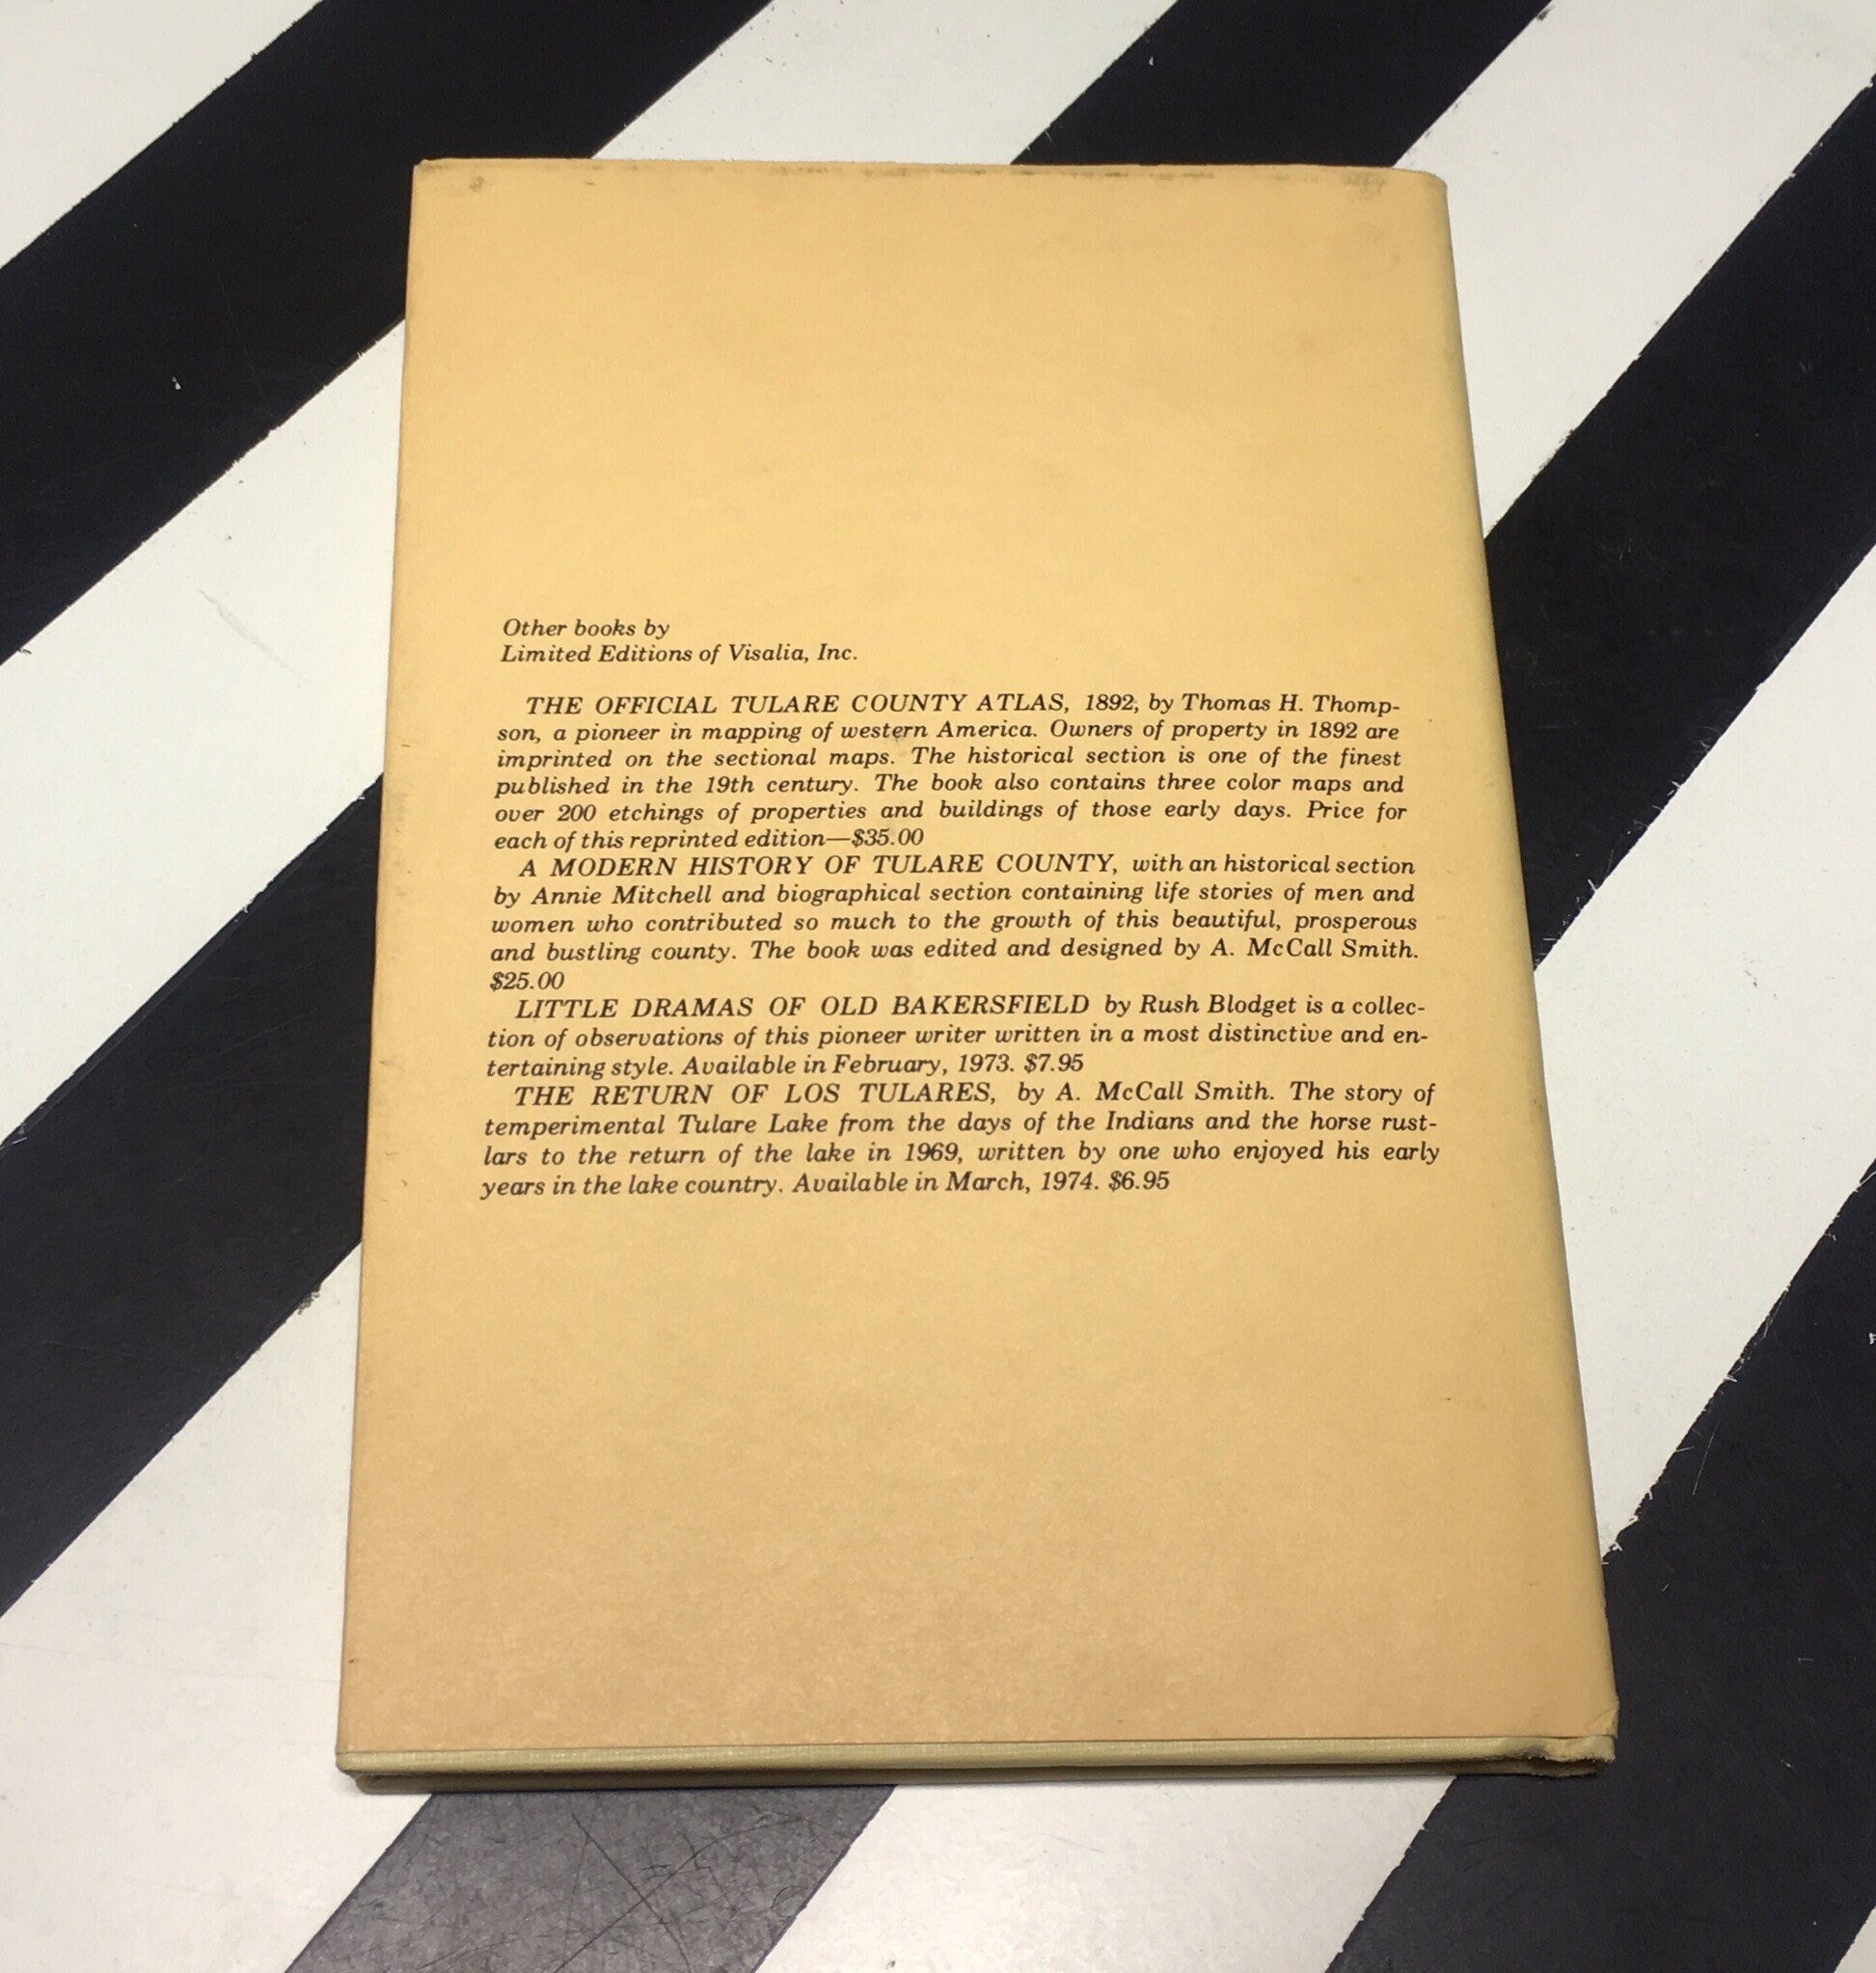 Other books by
Limited Editions of Visalia, Inc.
THE OFFICIAL TULARE COUNTY ATLAS, 1892, by Thomas H. Thomp-
son, a pioneer in mapping of western America. Owners of property in 1892 are
imprinted on the sectional maps. The historical section is one of the finest
published in the 19th century. The book also contains three color maps and
over 200 etchings of properties and buildings of those early days. Price for
each of this reprinted edition—$35.00
A MODERN HISTORY OF TULARE COUNTY, with an historical section
by Annie Mitchell and biographical section containing life stories of men and
women who contributed so much to the growth of this beautiful, prosperous
and bustling county. The book was edited and designed by A. McCall Smith.
$25.00
LITTLE DRAMAS OF OLD BAKERSFIELD by Rush Blodget is a collec-
tion of observations of this pioneer writer written in a most distinctive and en-
tertaining style. Available in February, 1973. $7.95
THE RETURN OF LOS TULARES, by A. McCall Smith. The story of
temperimental Tulare Lake from the days of the Indians and the horse rust-
lars to the return of the lake in 1969, written by one who enjoyed his early
years in the lake country. Available in March, 1974. $6.95